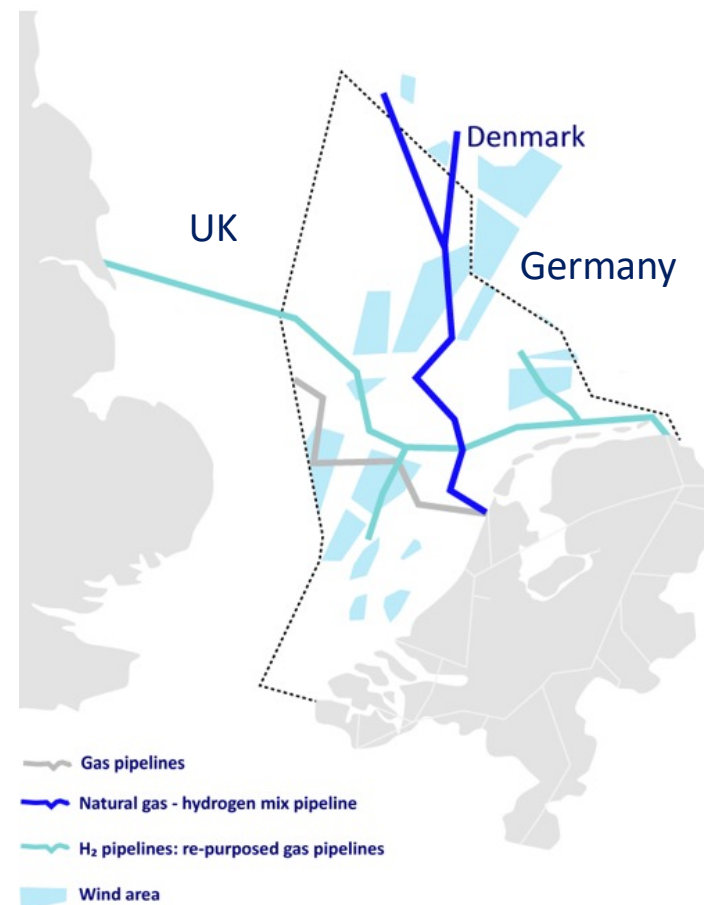 Denmark
UK
Germany
Gas pipelines
Natural gas - hydrogen mix pipeline
H₂ pipelines: re-purposed gas pipelines
Wind area